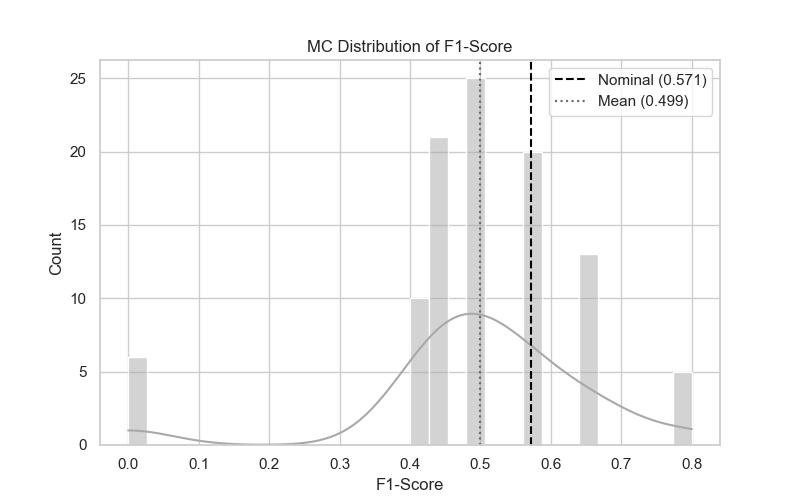 MC Distribution of F1-Score
Nominal (0.571)
Mean (0.499)
Count
25
20
15
10
5
0
0.0 0.1 0.2 0.3 0.4 0.5 0.6 0.7 0.8
F1-Score